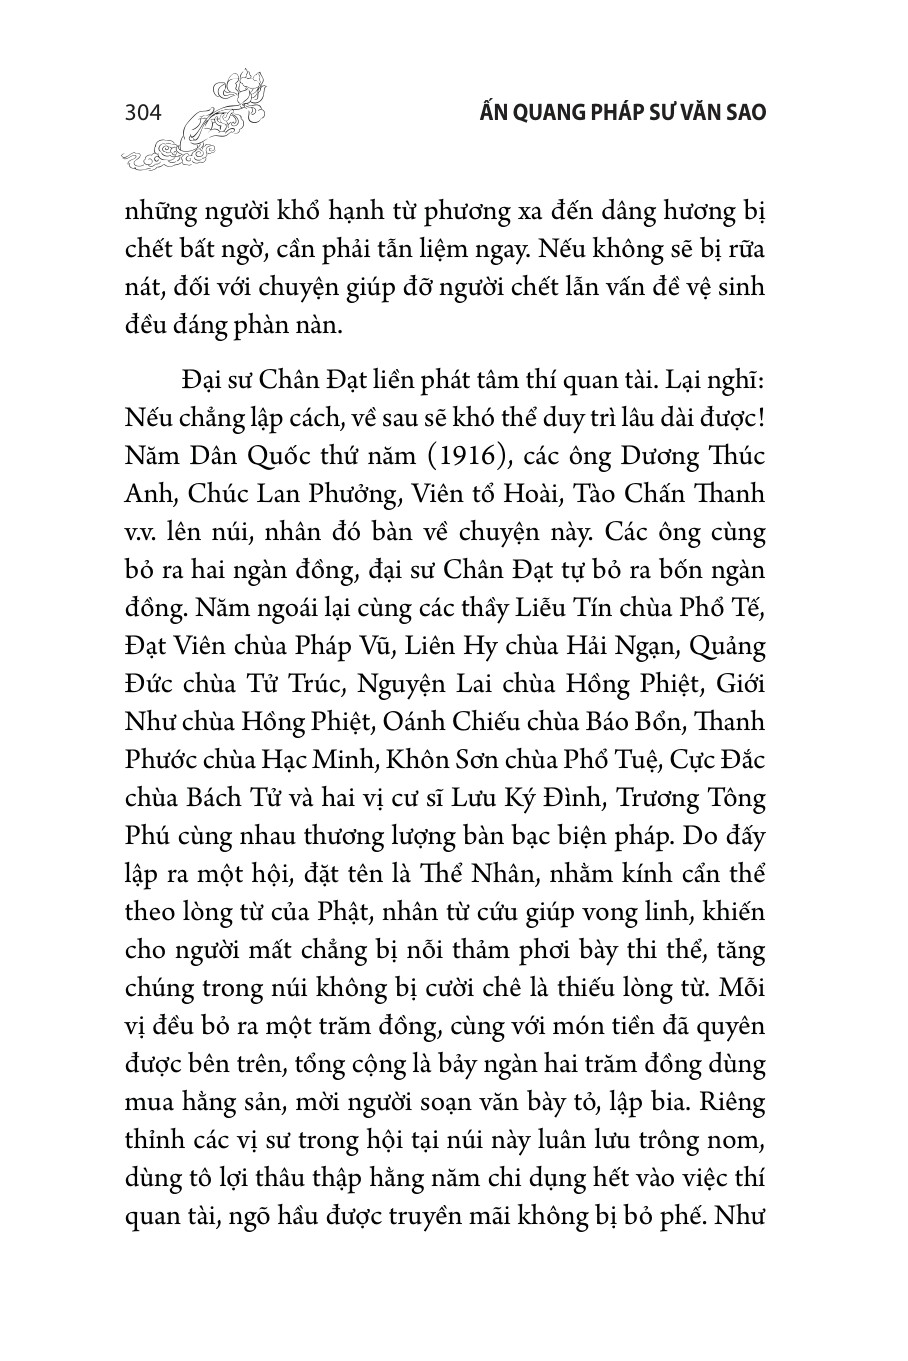 304
ẤN QUANG PHÁP SƯ VĂN SAO
những người khổ hạnh từ phương xa đến dâng hương bị
chết bất ngờ, cần phải tẫn liệm ngay. Nếu không sẽ bị rữa
nát, đối với chuyện giúp đỡ người chết lẫn vấn đề vệ sinh
đều đáng phàn nàn.
Đại sư Chân Đạt liền phát tâm thí quan tài. Lại nghĩ:
Nếu chẳng lập cách, về sau sẽ khó thể duy trì lâu dài được!
Năm Dân Quốc thứ năm (1916), các ông Dương Thúc
Anh, Chúc Lan Phưởng, Viên tổ Hoài, Tào Chấn Thanh
v.v. lên núi, nhân đó bàn về chuyện này. Các ông cùng
bỏ ra hai ngàn đồng, đại sư Chân Đạt tự bỏ ra bốn ngàn
đồng. Năm ngoái lại cùng các thầy Liễu Tín chùa Phổ Tế,
Đạt Viên chùa Pháp Vũ, Liên Hy chùa Hải Ngạn, Quảng
Đức chùa Tử Trúc, Nguyện Lai chùa Hồng Phiệt, Giới
Như chùa Hồng Phiệt, Oánh Chiếu chùa Báo Bổn, Thanh
Phước chùa Hạc Minh, Khôn Sơn chùa Phổ Tuệ, Cực Đắc
chùa Bách Tử và hai vị cư sĩ Lưu Ký Đình, Trương Tông
Phú cùng nhau thương lượng bàn bạc biện pháp. Do đấy
lập ra một hội, đặt tên là Thể Nhân, nhằm kính cẩn thể
theo lòng từ của Phật, nhân từ cứu giúp vong linh, khiến
cho người mất chẳng bị nỗi thảm phơi bày thi thể, tăng
chúng trong núi không bị cười chê là thiếu lòng từ. Mỗi
vị đều bỏ ra một trăm đồng, cùng với món tiền đã quyên
được bên trên, tổng cộng là bảy ngàn hai trăm đồng dùng
mua hằng sản, mời người soạn văn bày tỏ, lập bia. Riêng
thỉnh các vị sư trong hội tại núi này luân lưu trông nom,
dùng tô lợi thâu thập hằng năm chi dụng hết vào việc thí
quan tài, ngõ hầu được truyền mãi không bị bỏ phế. Như